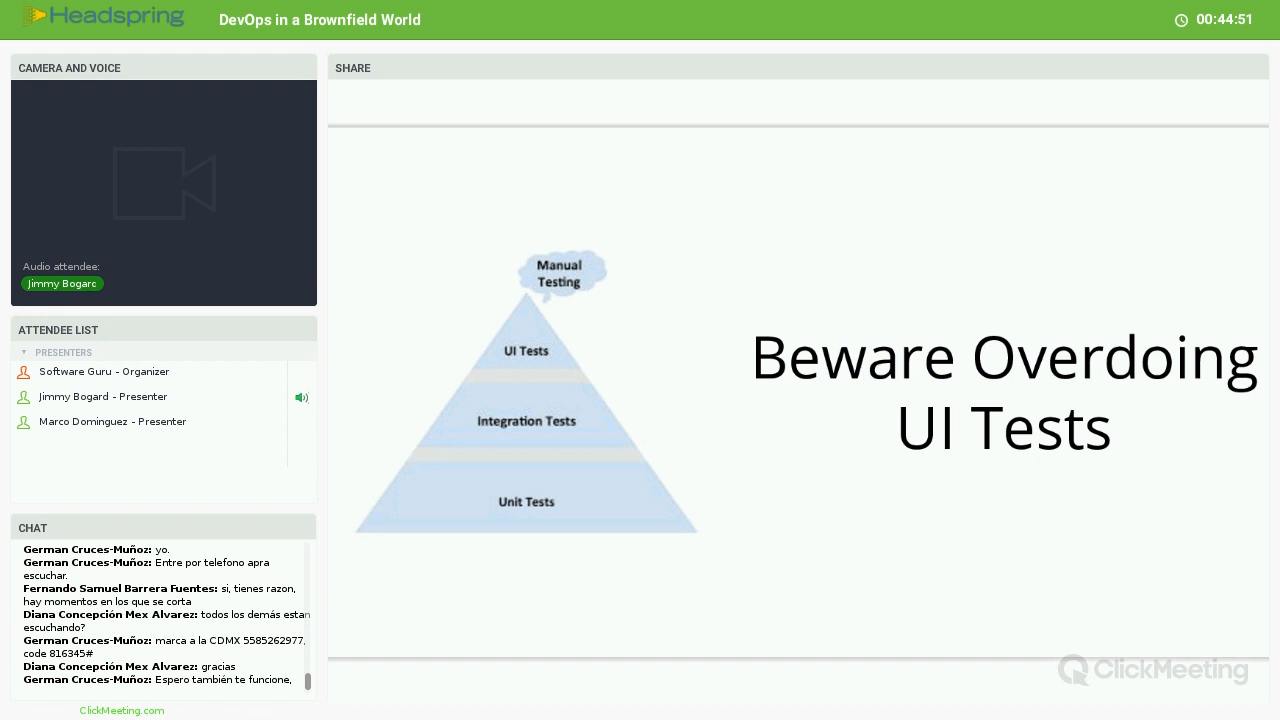 Headspring
DevOps in a Brownfield World
00:44:51
CAMERA AND VOICE
Audio attendee:
Jimmy Bogarc
ATTENDEE LIST
PRESENTERS
Software Guru - Organizer
Jimmy Bogard - Presenter
Marco Dominguez - Presenter
CHAT
German Cruces-Muñoz: yo.
German Cruces-Muñoz: Entre por telefono apra
escuchar.
Fernando Samuel Barrera Fuentes: si, tienes razon,
hay momentos en los que se corta
Diana Concepción Mex Alvarez: todos los demás estan
escuchando?
German Cruces-Muñoz: marca a la CDMX 5585262977,
code 816345#
Diana Concepción Mex Alvarez: gracias
German Cruces-Muñoz: Espero también te funcione,
ClickMeeting.com
SHARE
Manual
Testing
UI Tests
Integration Tests
Unit Tests
Beware Overdoing
UI Tests
ClickMeeting